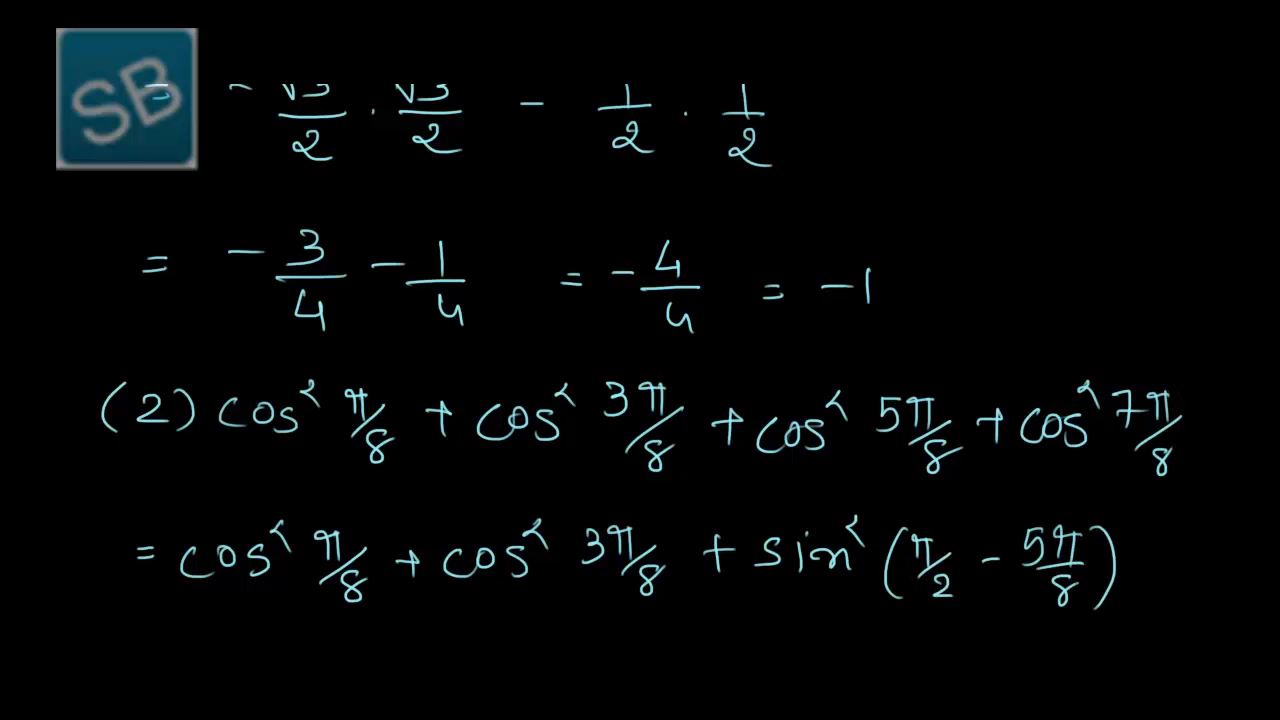 SB
= - √3/2 . √3/2 - 1/2 . 1/2
= - 3/4 - 1/4 = - 4/4 = -1
(2) cos² π/8 + cos² 3π/8 + cos² 5π/8 + cos² 7π/8
= cos² π/8 + cos² 3π/8 + sin² (π/2 - 5π/8)